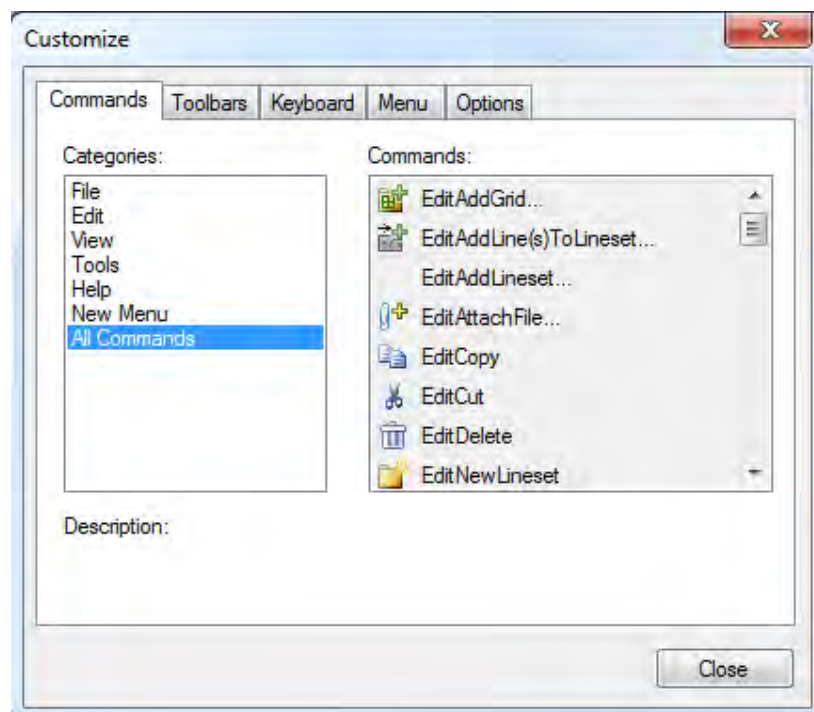 Customize
Commands Toolbars Keyboard Menu Options
Categories:
File
Edit
View
Tools
Help
New Menu
All Commands
Commands:
EditAddGrid...
EditAddLine(s)ToLineset...
EditAddLineset...
EditAttachFile...
EditCopy
EditCut
EditDelete
EditNewLineset
Description:
Close